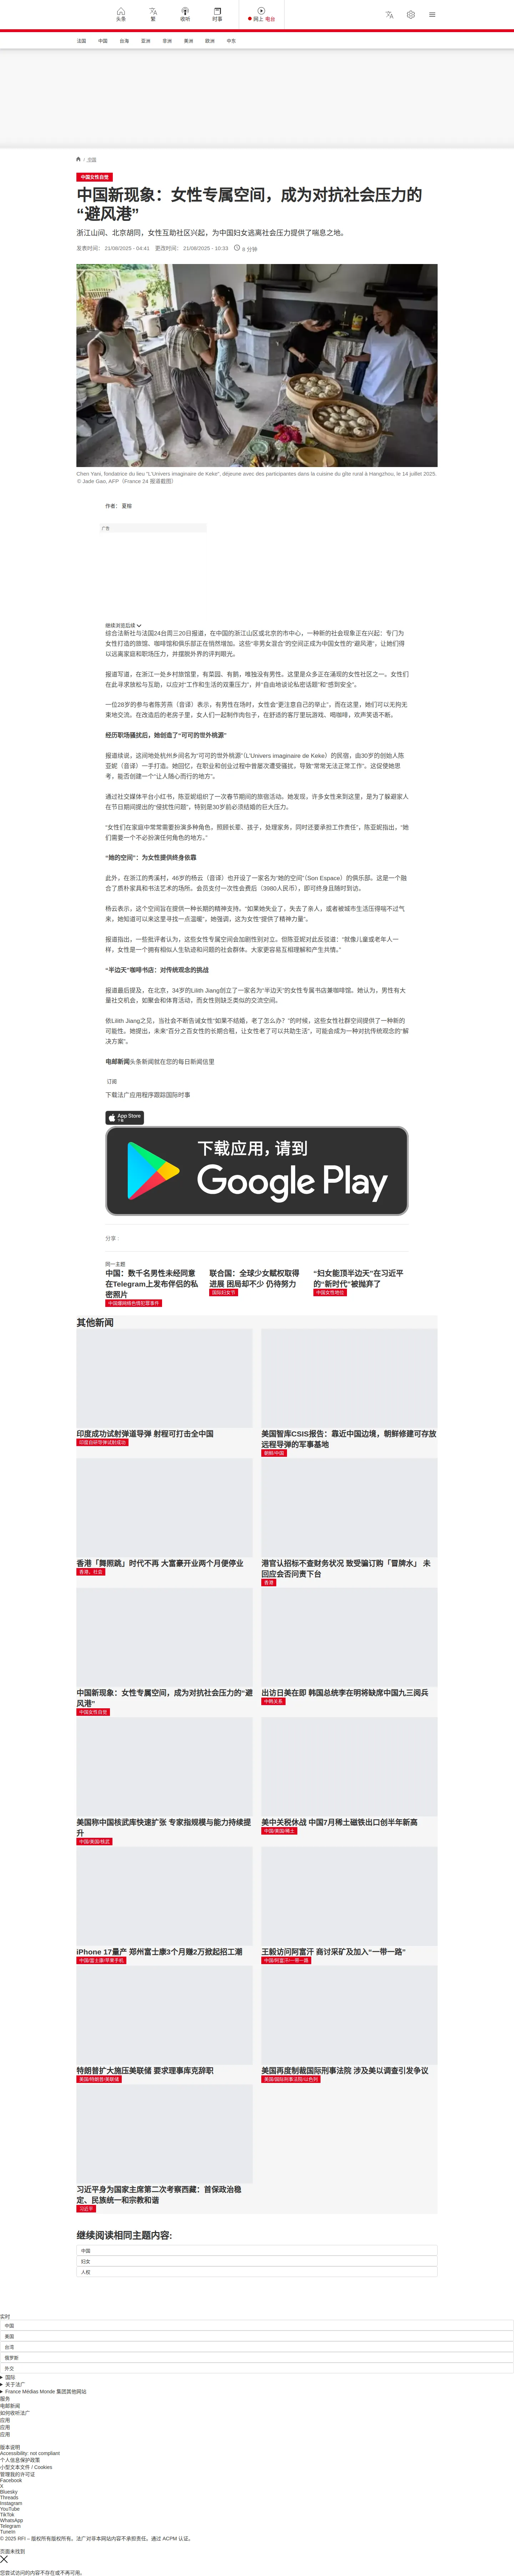 头条
繁
收听
时事
网上 电台
法国
中国
台海
亚洲
非洲
美洲
欧洲
中东
/ 中国
中国女性自觉
中国新现象：女性专属空间，成为对抗社会压力的
“避风港”
浙江山间、北京胡同，女性互助社区兴起，为中国妇女逃离社会压力提供了喘息之地。
发表时间： 21/08/2025 - 04:41 更改时间： 21/08/2025 - 10:33 4 分钟
Chen Yani, fondatrice du lieu "L'Univers imaginaire de Keke", déjeune avec des participantes dans la cuisine du gîte rural à Hangzhou, le 14 juillet 2025.
© Jade Gao, AFP（France 24 报道截图）
作者： 夏榕
广告
继续浏览后续
综合法新社与法国24台周三20日报道，在中国的浙江山区或北京的市中心，一种新的社会现象正在兴起：专门为
女性打造的旅馆、咖啡馆和俱乐部正在悄然增加。这些“非男女混合”的空间正成为中国女性的“避风港”，让她们得
以远离家庭和职场压力，并摆脱外界的评判眼光。
报道写道，在浙江一处乡村旅馆里，有菜园、有鹅，唯独没有男性。这里是众多正在涌现的女性社区之一。女性们
在此寻求放松与互助，以应对“工作和生活的双重压力”，并“自由地谈论私密话题”和“感到安全”。
一位28岁的参与者陈芳燕（音译）表示，有男性在场时，女性会“更注意自己的举止”，而在这里，她们可以无拘无
束地交流。在改造后的老房子里，女人们一起制作肉包子，在舒适的客厅里玩游戏、喝咖啡，欢声笑语不断。
经历职场骚扰后，她创造了“可可的世外桃源”
报道续说，这间地处杭州乡间名为“可可的世外桃源”（L'Univers imaginaire de Keke）的民宿，由30岁的创始人陈
亚妮（音译）一手打造。她回忆，在职业和创业过程中曾屡次遭受骚扰，导致“常常无法正常工作”。这促使她思
考，能否创建一个“让人随心而行的地方”。
通过社交媒体平台小红书，陈亚妮组织了一次春节期间的旅宿活动。她发现，许多女性来到这里，是为了躲避家人
在节日期间提出的“侵扰性问题”，特别是30岁前必须结婚的巨大压力。
“女性们在家庭中常常需要扮演多种角色，照顾长辈、孩子，处理家务，同时还要承担工作责任”，陈亚妮指出，“她
们需要一个不必扮演任何角色的地方。”
“她的空间”：为女性提供终身依靠
此外，在浙江的秀溪村，46岁的杨云（音译）也开设了一家名为“她的空间”（Son Espace）的俱乐部。这是一个融
合了质朴家具和书法艺术的场所。会员支付一次性会费后（3980人民币），即可终身且随时到访。
杨云表示，这个空间旨在提供一种长期的精神支持。“如果她失业了，失去了亲人，或者被城市生活压得喘不过气
来，她知道可以来这里寻找一点温暖”，她强调，这为女性“提供了精神力量”。
报道指出，一些批评者认为，这些女性专属空间会加剧性别对立。但陈亚妮对此反驳道：“就像儿童或老年人一
样，女性是一个拥有相似人生轨迹和问题的社会群体。大家更容易互相理解和产生共情。”
“半边天”咖啡书店：对传统观念的挑战
报道最后提及，在北京，34岁的Lilith Jiang创立了一家名为“半边天”的女性专属书店兼咖啡馆。她认为，男性有大
量社交机会，如聚会和体育活动，而女性则缺乏类似的交流空间。
依Lilith Jiang之见，当社会不断告诫女性“如果不结婚，老了怎么办？”的时候，这些女性社群空间提供了一种新的
可能性。她提出，未来“百分之百女性的长期合租，让女性老了可以共助生活”，可能会成为一种对抗传统观念的“解
决方案”。
电邮新闻头条新闻就在您的每日新闻信里
订阅
下载法广应用程序跟踪国际时事
App Store
下载
下载应用，请到
Google Play
分享 :
同一主题
中国：数千名男性未经同意
在Telegram上发布伴侣的私
密照片
中国爆网络色情犯罪事件
联合国：全球少女赋权取得
进展 困局却不少 仍待努力
国际妇女节
“妇女能顶半边天”在习近平
的“新时代”被抛弃了
中国女性地位
其他新闻
印度成功试射弹道导弹 射程可打击全中国
印度自研导弹试射成功
美国智库CSIS报告：靠近中国边境，朝鲜修建可存放
远程导弹的军事基地
朝鲜/中国
香港「舞照跳」时代不再 大富豪开业两个月便停业
香港、社会
港官认招标不查财务状况 致受骗订购「冒牌水」 未
回应会否问责下台
香港
中国新现象：女性专属空间，成为对抗社会压力的“避
风港”
中国女性自觉
出访日美在即 韩国总统李在明将缺席中国九三阅兵
中韩关系
美国称中国核武库快速扩张 专家指规模与能力持续提
升
中国/美国/核武
美中关税休战 中国7月稀土磁铁出口创半年新高
中国/美国/稀土
iPhone 17量产 郑州富士康3个月赚2万掀起招工潮
中国/富士康/苹果手机
王毅访问阿富汗 商讨采矿及加入“一带一路”
中国/阿富汗/一带一路
特朗普扩大施压美联储 要求理事库克辞职
美国/特朗普/美联储
美国再度制裁国际刑事法院 涉及美以调查引发争议
美国/国际刑事法院/以色列
习近平身为国家主席第二次考察西藏：首保政治稳
定、民族统一和宗教和谐
习近平
继续阅读相同主题内容:
中国
妇女
人权
实时
中国
美国
台湾
俄罗斯
外交
国际
关于法广
France Médias Monde 集团其他网站
服务
电邮新闻
如何收听法广
应用
应用
应用
版本说明
Accessibility: not compliant
个人信息保护政策
小型文本文件 / Cookies
管理我的许可证
Facebook
X
Bluesky
Threads
Instagram
YouTube
TikTok
WhatsApp
Telegram
TuneIn
© 2025 RFI – 版权所有版权所有。法广对非本网站内容不承担责任。通过 ACPM 认证。
页面未找到
您尝试访问的内容不存在或不再可用。